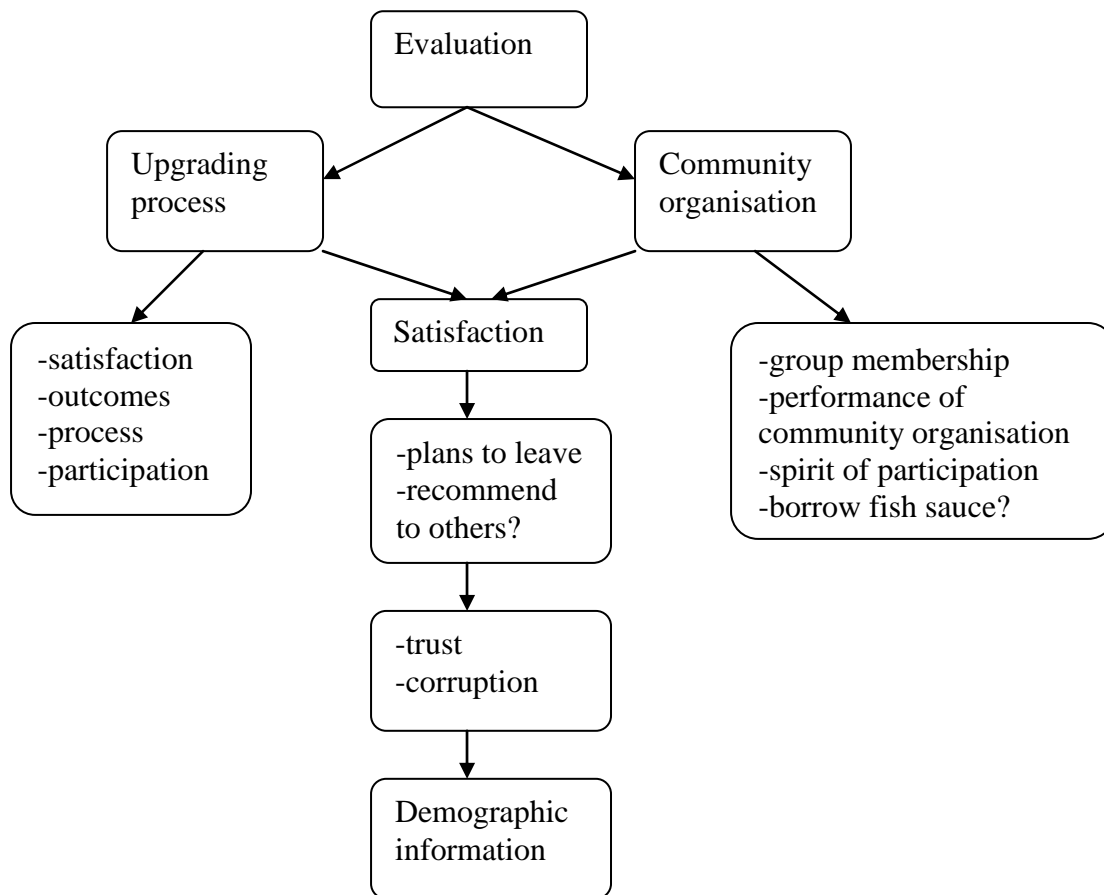 Evaluation
Upgrading
process
Community
organisation
Satisfaction
-satisfaction
-outcomes
-process
-participation
-plans to leave
-recommend
to others?
-group membership
-performance of
community organisation
-spirit of participation
-borrow fish sauce?
-trust
-corruption
Demographic
information